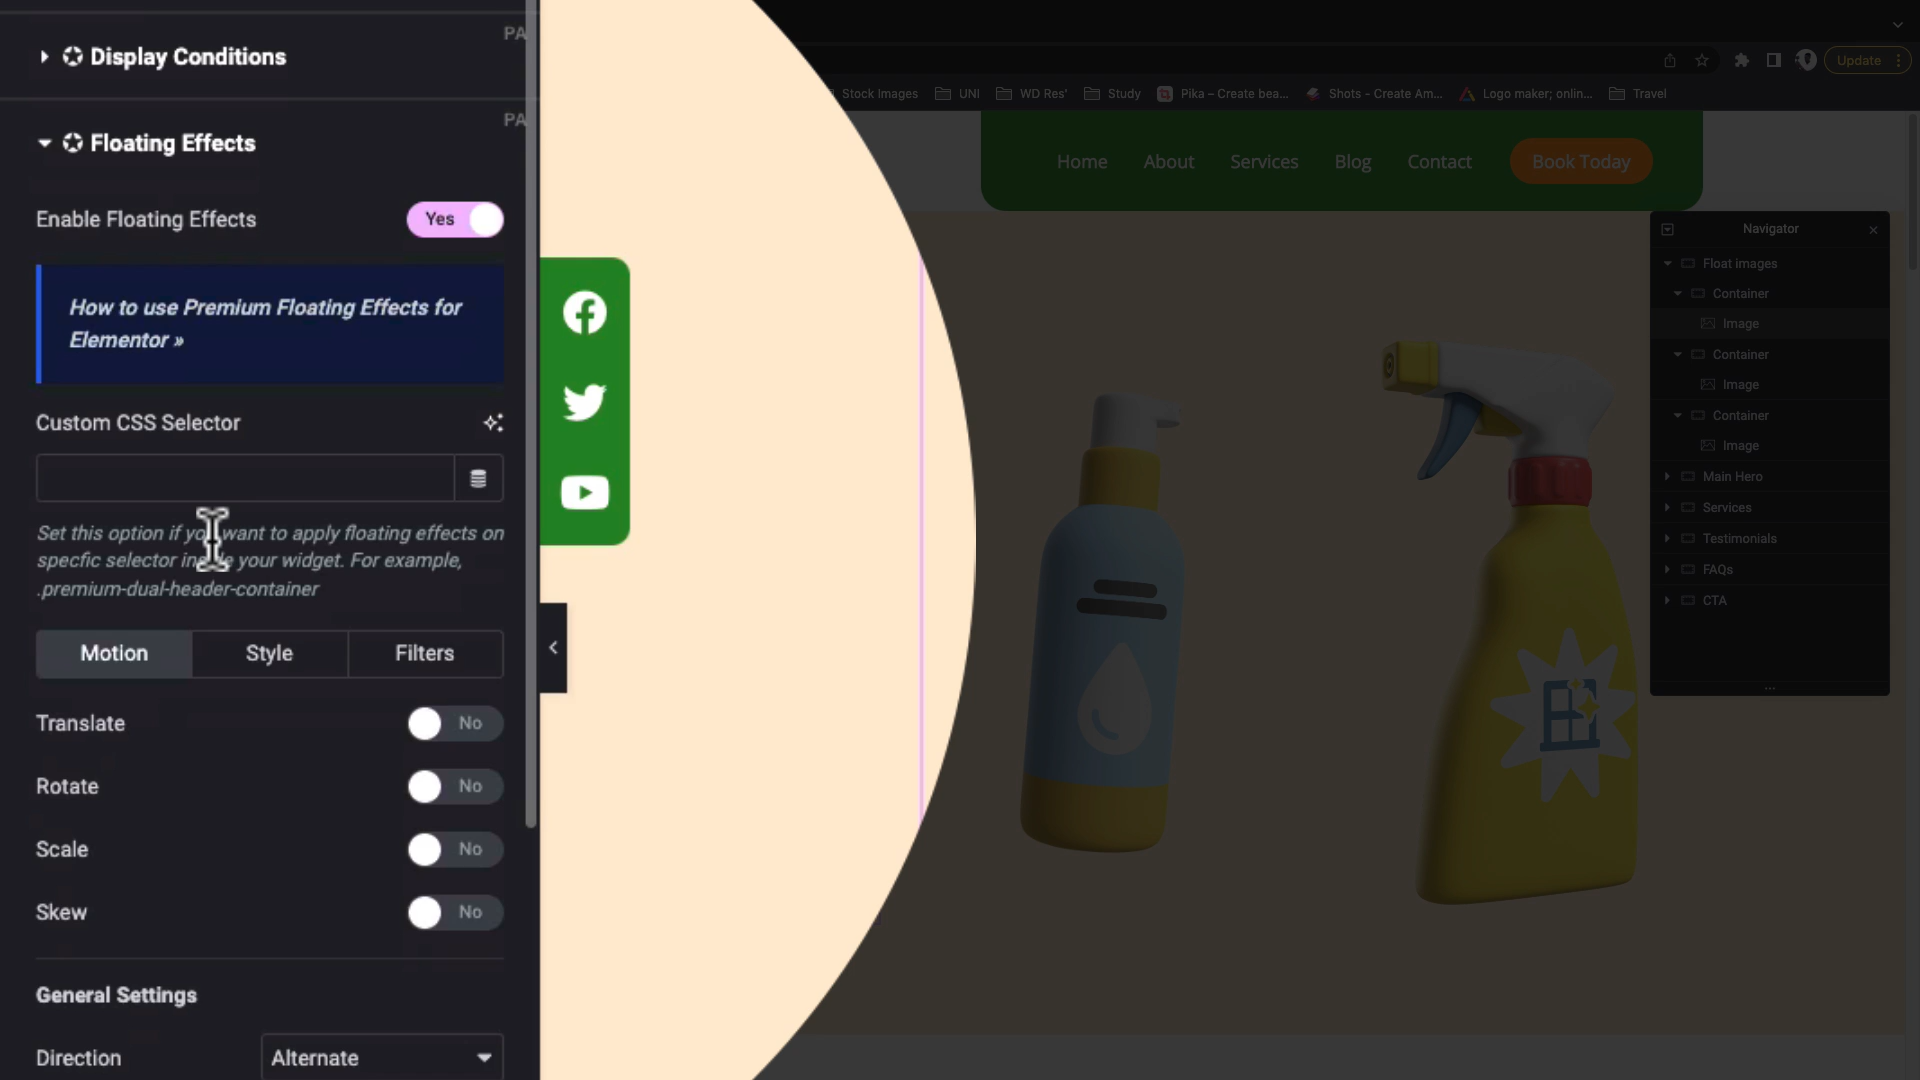 PA
Display Conditions
PA
Floating Effects
Enable Floating Effects
Yes
How to use Premium Floating Effects for
Elementor »
Custom CSS Selector
Set this option if you want to apply floating effects on
specfic selector inside your widget. For example,
.premium-dual-header-container
Motion Style Filters
Translate No
Rotate No
Scale No
Skew No
General Settings
Direction Alternate
Update
Stock Images UNI WD Res' Study Pika – Create bea... Shots - Create Am... Logo maker; onlin... Travel
Home About Services Blog Contact Book Today
Navigator
Float images
Container
Image
Container
Image
Container
Image
Main Hero
Services
Testimonials
FAQs
CTA